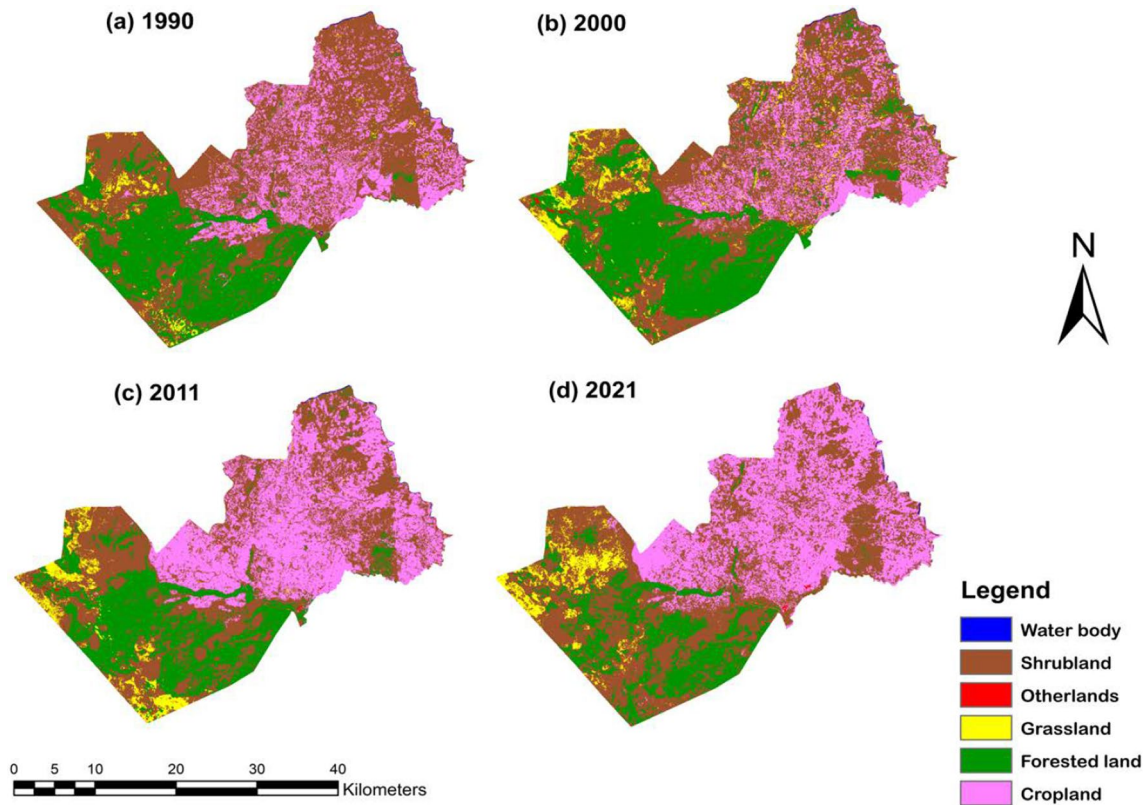 (a) 1990
(b) 2000
N
(c) 2011
(d) 2021
Legend
Water body
Shrubland
Otherlands
Grassland
Forested land
Cropland
0 5 10 20 30 40
Kilometers